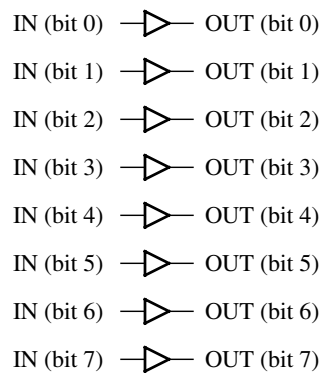 IN (bit 0) OUT (bit 0)
IN (bit 1) OUT (bit 1)
IN (bit 2) OUT (bit 2)
IN (bit 3) OUT (bit 3)
IN (bit 4) OUT (bit 4)
IN (bit 5) OUT (bit 5)
IN (bit 6) OUT (bit 6)
IN (bit 7) OUT (bit 7)